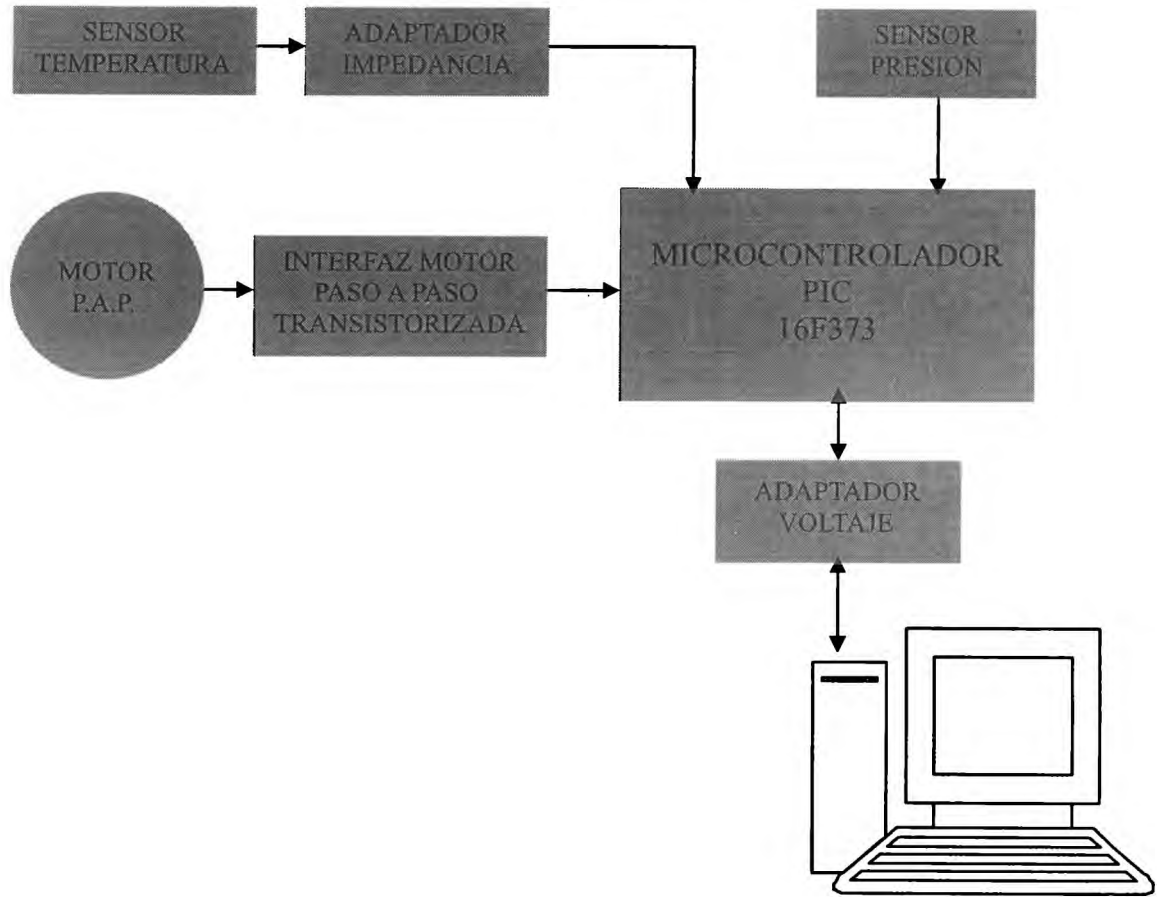 SENSOR
TEMPERATURA
ADAPTADOR
IMPEDANCIA
SENSOR
PRESION
MOTOR
P.A.P.
INTERFAZ MOTOR
PASO A PASO
TRANSISTORIZADA
MICROCONTROLADOR
PIC
16F373
ADAPTADOR
VOLTAJE